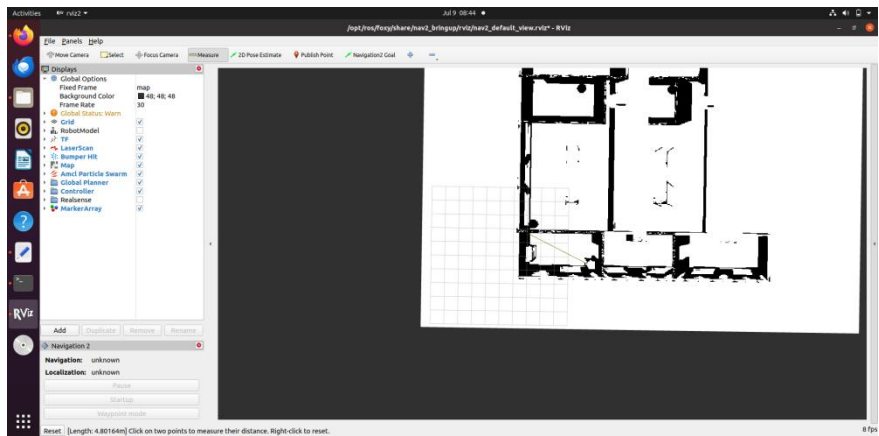 Activities
rviz2
Jul 9 08:44
/opt/ros/foxy/share/nav2_bringup/rviz/nav2_default_view.rviz* - RViz
File Panels Help
Move Camera Select Focus Camera Measure 2D Pose Estimate Publish Point Navigation2 Goal
Displays
Global Options
Fixed Frame map
Background Color 48; 48; 48
Frame Rate 30
Global Status: Warn
Grid
RobotModel
TF
LaserScan
Bumper Hit
Map
Amcl Particle Swarm
Global Planner
Controller
Realsense
MarkerArray
Add Duplicate Remove Rename
Navigation 2
Navigation: unknown
Localization: unknown
Pause
Startup
Waypoint mode
RViz
Reset [Length: 4.80164m] Click on two points to measure their distance. Right-click to reset.
8 fps